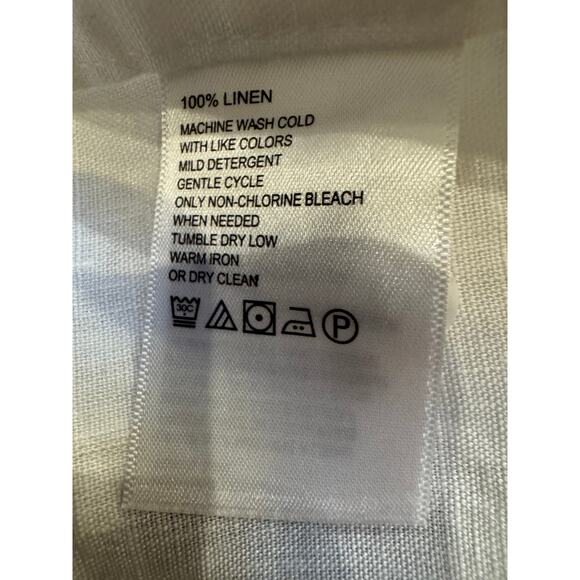 100% LINEN
MACHINE WASH COLD
WITH LIKE COLORS
MILD DETERGENT
GENTLE CYCLE
ONLY NON-CHLORINE BLEACH
WHEN NEEDED
TUMBLE DRY LOW
WARM IRON
OR DRY CLEAN
30C P